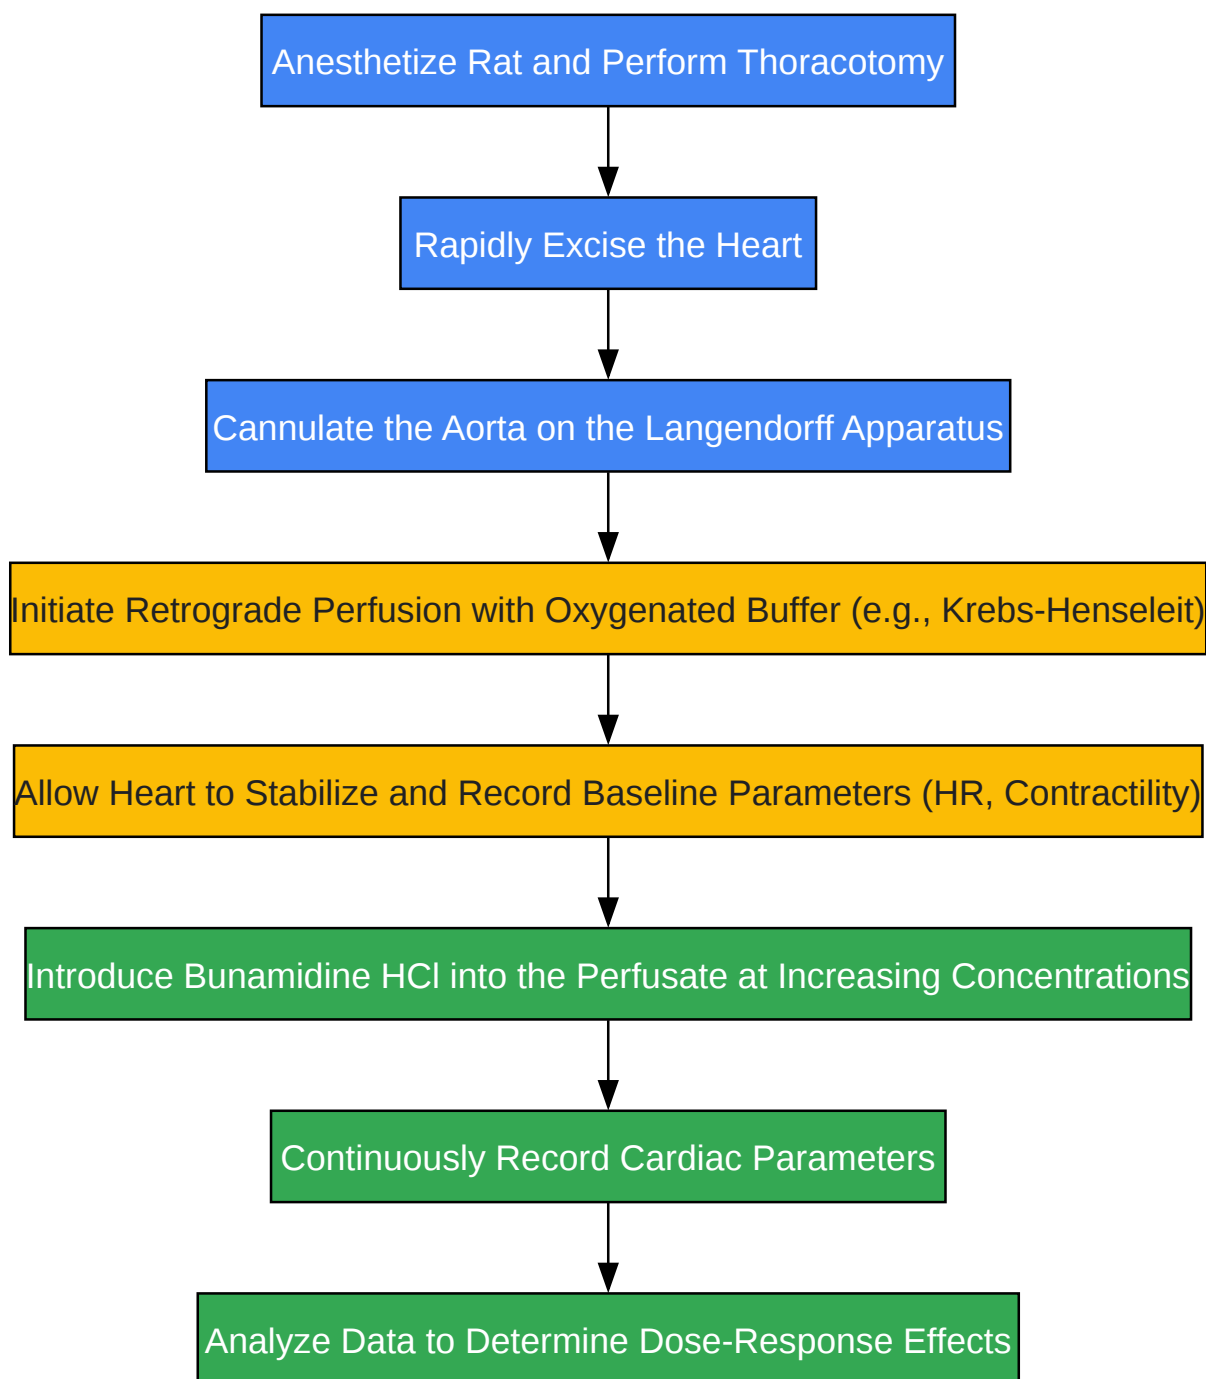 Anesthetize Rat and Perform Thoracotomy
Rapidly Excise the Heart
Cannulate the Aorta on the Langendorff Apparatus
Initiate Retrograde Perfusion with Oxygenated Buffer (e.g., Krebs-Henseleit)
Allow Heart to Stabilize and Record Baseline Parameters (HR, Contractility)
Introduce Bunamidine HCl into the Perfusate at Increasing Concentrations
Continuously Record Cardiac Parameters
Analyze Data to Determine Dose-Response Effects